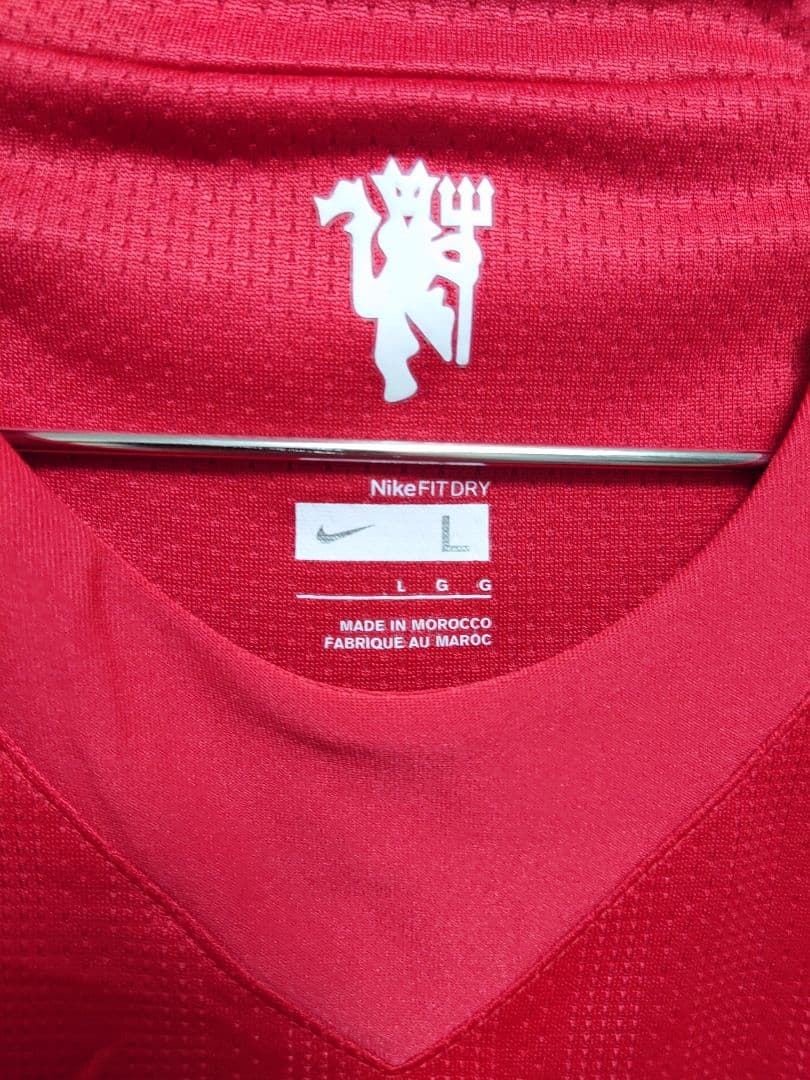 NikeFITDRY
L
L G G
MADE IN MOROCCO
FABRIQUE AU MAROC